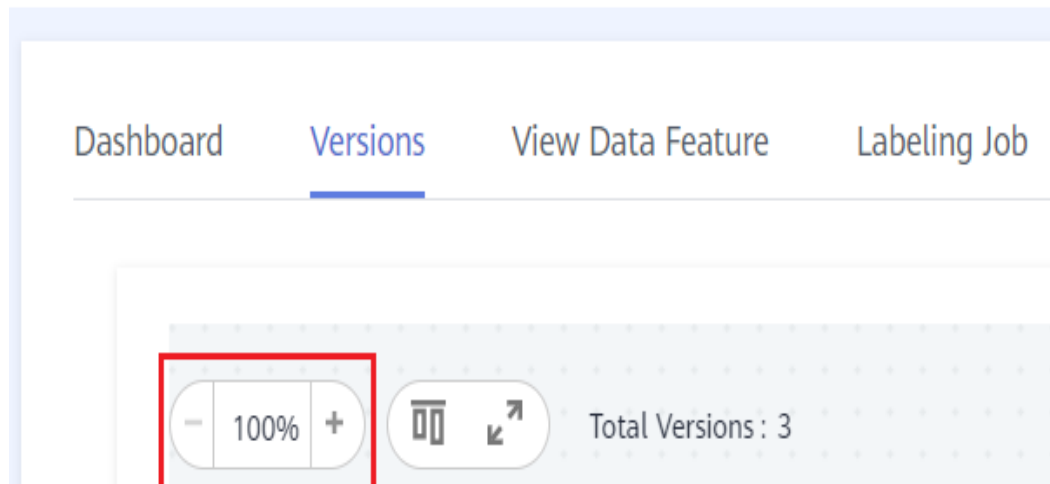 Dashboard Versions View Data Feature Labeling Job
− 100% + Total Versions : 3